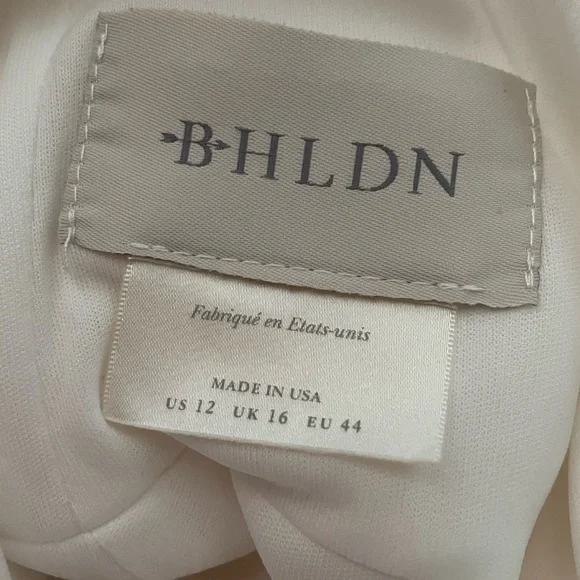 BHLDN
Fabriqué en Etats-unis
MADE IN USA
US 12 UK 16 EU 44